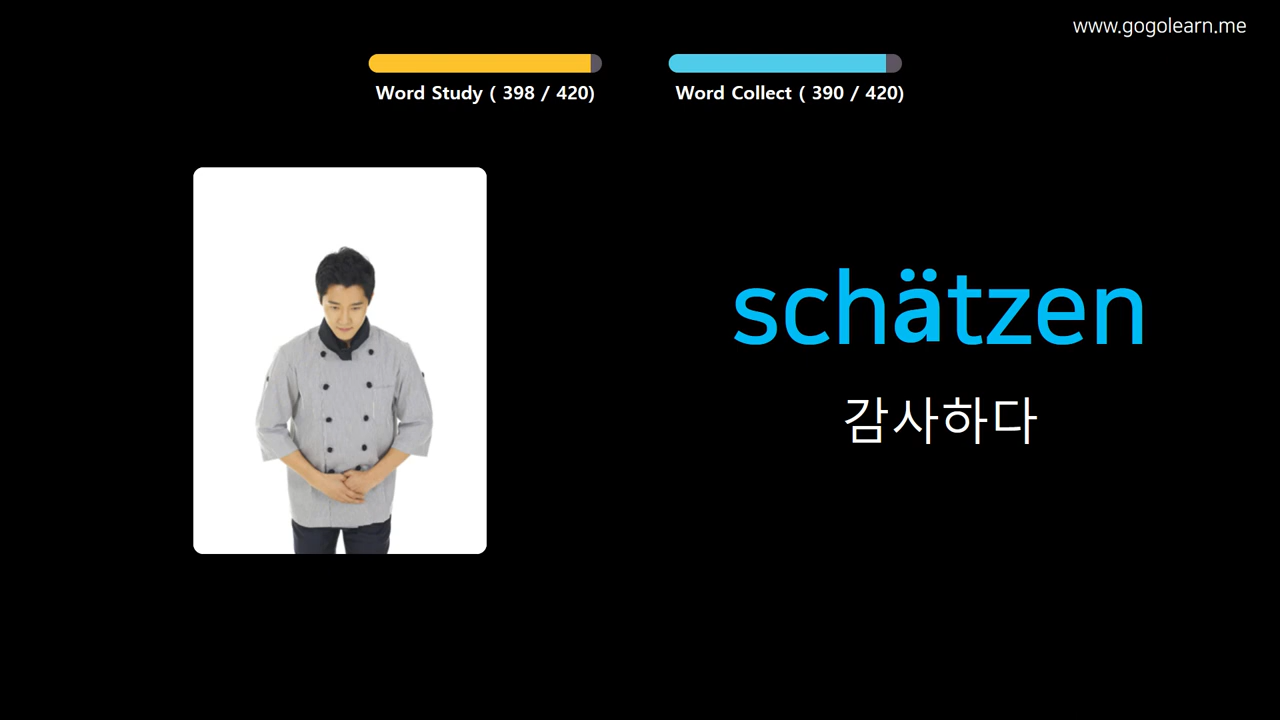 www.gogolearn.me
Word Study ( 398 / 420)
Word Collect ( 390 / 420)
schätzen
감사하다